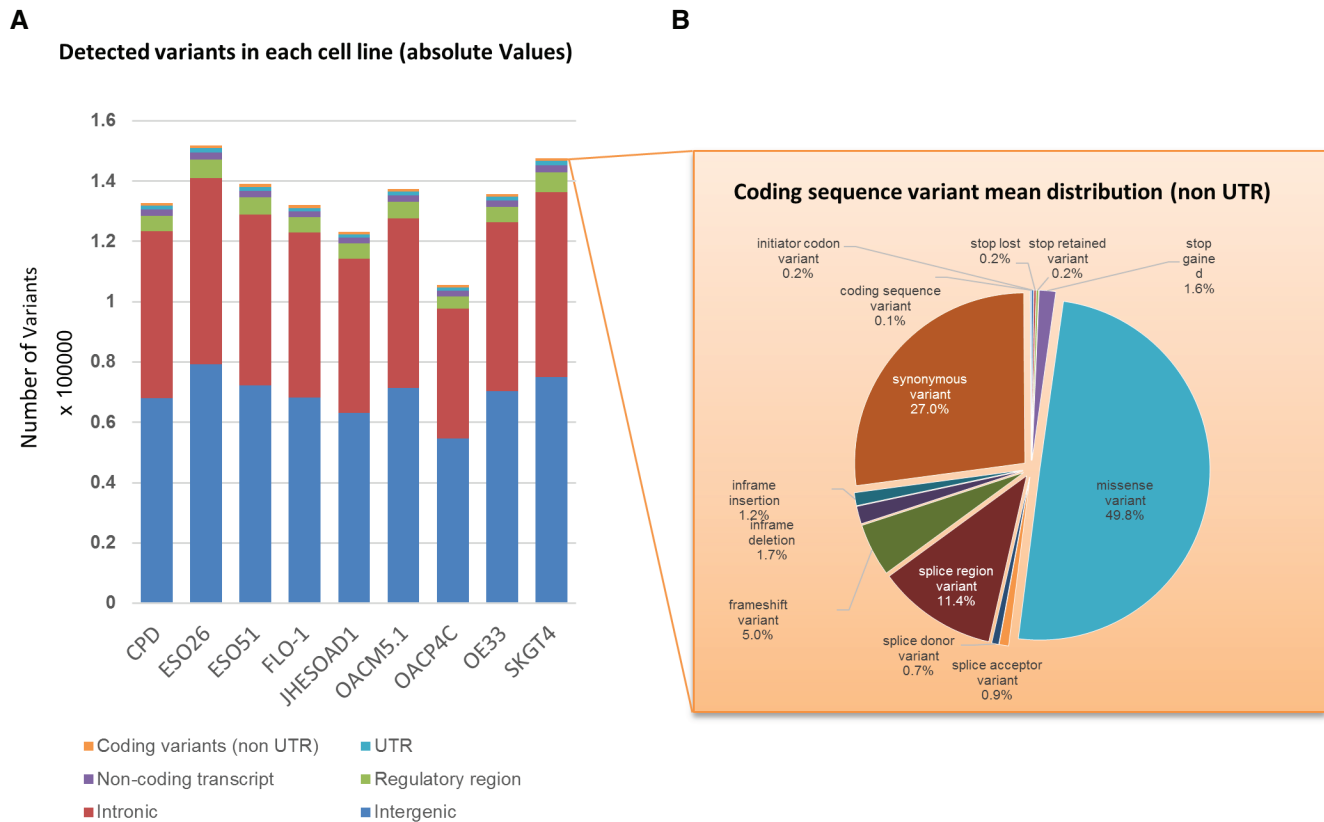 A
Detected variants in each cell line (absolute Values)
1.6
1.4
1.2
1
0.8
0.6
0.4
0.2
0
Number of Variants
x 100000
CPD
ESO26
ESO51
FLO-1
JHESOAD1
OACM5.1
OACP4C
OE33
SKGT4
Coding variants (non UTR)
UTR
Non-coding transcript
Regulatory region
Intronic
Intergenic
B
Coding sequence variant mean distribution (non UTR)
initiator codon
variant
0.2%
stop lost
0.2%
stop retained
variant
0.2%
stop
gaine
d
1.6%
coding sequence
variant
0.1%
synonymous
variant
27.0%
missense
variant
49.8%
inframe
insertion
1.2%
inframe
deletion
1.7%
splice region
variant
11.4%
frameshift
variant
5.0%
splice donor
variant
0.7%
splice acceptor
variant
0.9%